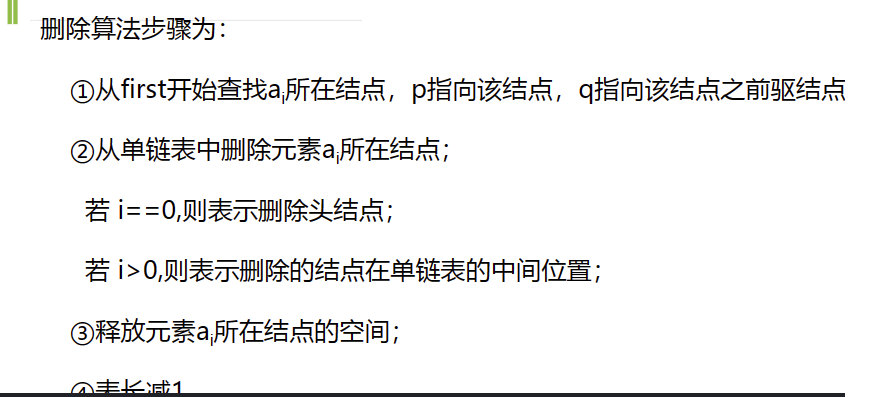 删除算法步骤为：
①从first开始查找ai所在结点，p指向该结点，q指向该结点之前驱结点
②从单链表中删除元素ai所在结点；
若 i==0,则表示删除头结点；
若 i>0,则表示删除的结点在单链表的中间位置；
③释放元素ai所在结点的空间；
④表长减1